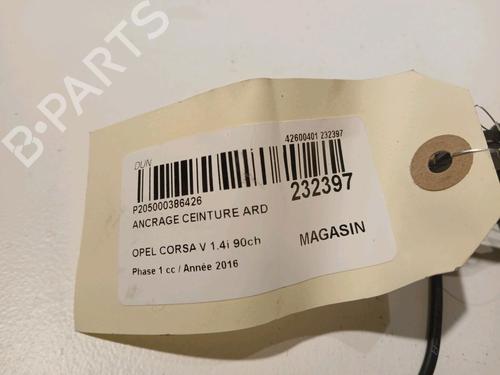 DUN
42600401 232397
P205000386426
232397
ANCRAGE CEINTURE ARD
OPEL CORSA V 1.4i 90ch
MAGASIN
Phase 1 cc / Année 2016
B-PARTS